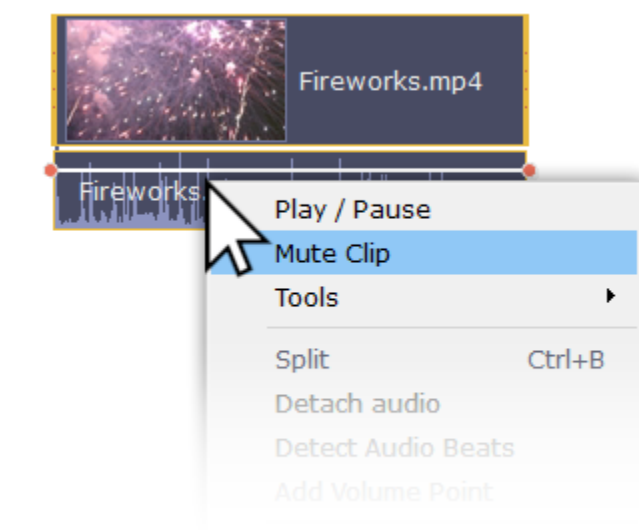 Fireworks.mp4
Fireworks.
Play / Pause
Mute Clip
Tools
Split Ctrl+B
Detach audio
Detect Audio Beats
Add Volume Point